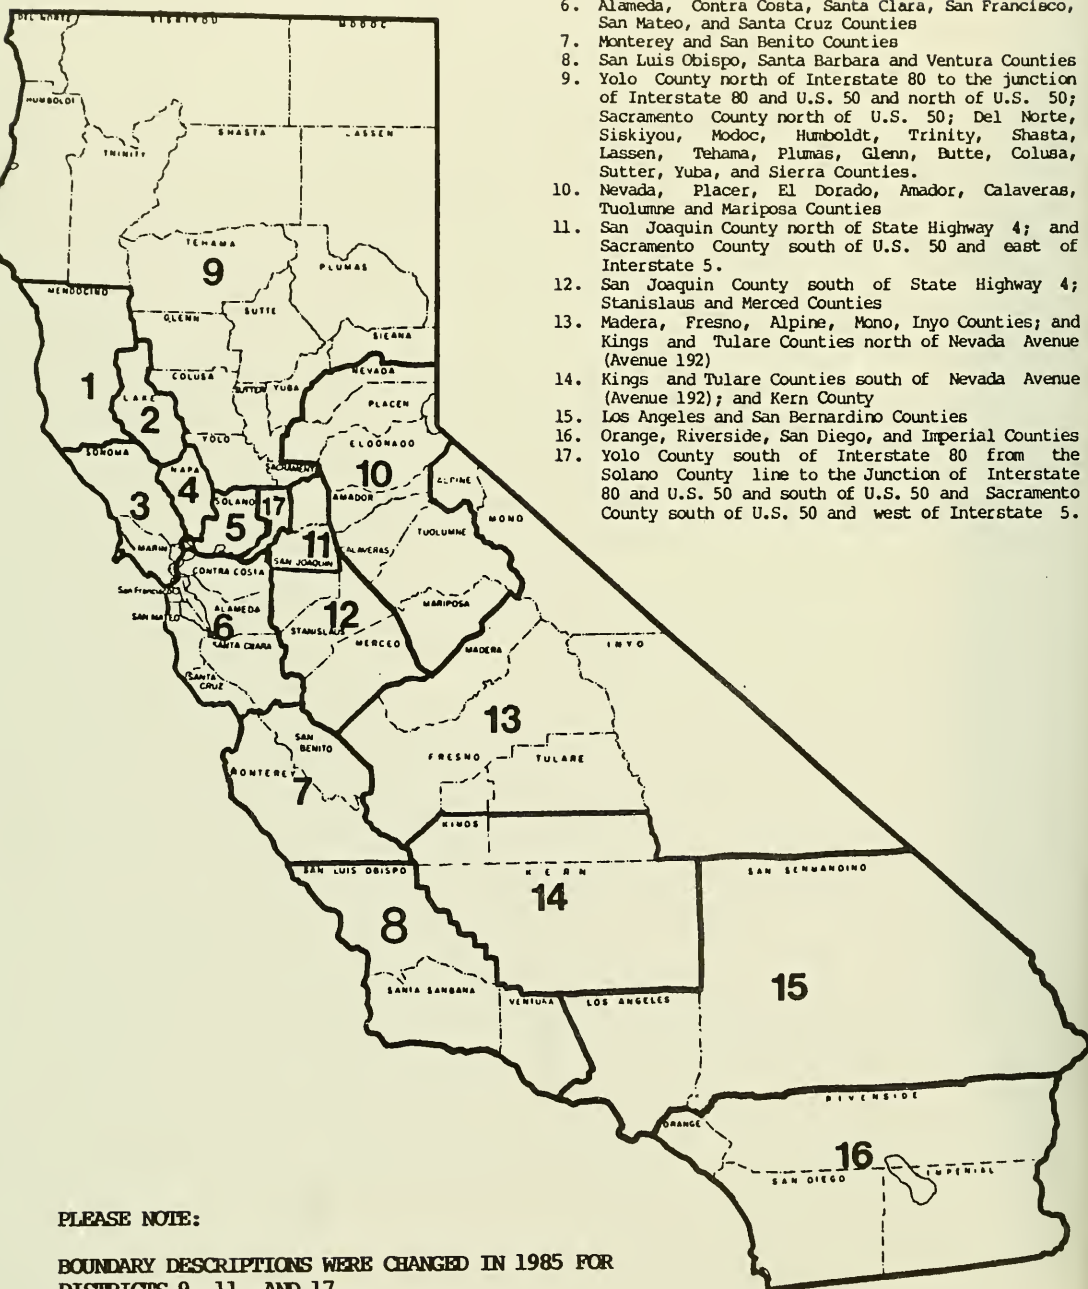 6. Alameda, Contra Costa, Santa Clara, San Francisco,
San Mateo, and Santa Cruz Counties
7. Monterey and San Benito Counties
8. San Luis Obispo, Santa Barbara and Ventura Counties
9. Yolo County north of Interstate 80 to the junction
of Interstate 80 and U.S. 50 and north of U.S. 50;
Sacramento County north of U.S. 50; Del Norte,
Siskiyou, Modoc, Humboldt, Trinity, Shasta,
Lassen, Tehama, Plumas, Glenn, Butte, Colusa,
Sutter, Yuba, and Sierra Counties.
10. Nevada, Placer, El Dorado, Amador, Calaveras,
Tuolumne and Mariposa Counties
11. San Joaquin County north of State Highway 4; and
Sacramento County south of U.S. 50 and east of
Interstate 5.
12. San Joaquin County south of State Highway 4;
Stanislaus and Merced Counties
13. Madera, Fresno, Alpine, Mono, Inyo Counties; and
Kings and Tulare Counties north of Nevada Avenue
(Avenue 192)
14. Kings and Tulare Counties south of Nevada Avenue
(Avenue 192); and Kern County
15. Los Angeles and San Bernardino Counties
16. Orange, Riverside, San Diego, and Imperial Counties
17. Yolo County south of Interstate 80 from the
Solano County line to the Junction of Interstate
80 and U.S. 50 and south of U.S. 50 and Sacramento
County south of U.S. 50 and west of Interstate 5.
DEL NORTE
SISKIYOU
MODOC
HUMBOLDT
TRINITY
SHASTA
LASSEN
TEHAMA
9
PLUMAS
MENDOCINO
GLENN
BUTTE
SIERRA
COLUSA
SUTTER
YUBA
NEVADA
1
LAKE
2
PLACER
YOLO
EL DORADO
SONOMA
NAPA
SACRAMENTO
10
3
4
SOLANO
17
AMADOR
ALPINE
5
MONO
MARIN
11
TUOLUMNE
CALAVERAS
SAN JOAQUIN
CONTRA COSTA
San Francisco
ALAMEDA
SAN MATEO
6
12
MARIPOSA
STANISLAUS
SANTA CLARA
MERCED
MADERA
INYO
SANTA
CRUZ
13
SAN
BENITO
FRESNO
TULARE
MONTEREY
7
KINGS
SAN LUIS OBISPO
KERN
SAN BERNARDINO
14
8
SANTA BARBARA
VENTURA
LOS ANGELES
15
RIVERSIDE
ORANGE
16
SAN DIEGO
IMPERIAL
PLEASE NOTE:
BOUNDARY DESCRIPTIONS WERE CHANGED IN 1985 FOR
DISTRICTS 9, 11, AND 17